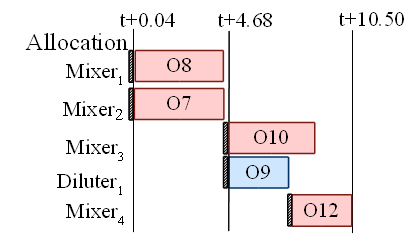 t+0.04 t+4.68 t+10.50
Allocation
Mixer₁ O8
Mixer₂ O7
Mixer₃ O10
Diluter₁ O9
Mixer₄ O12